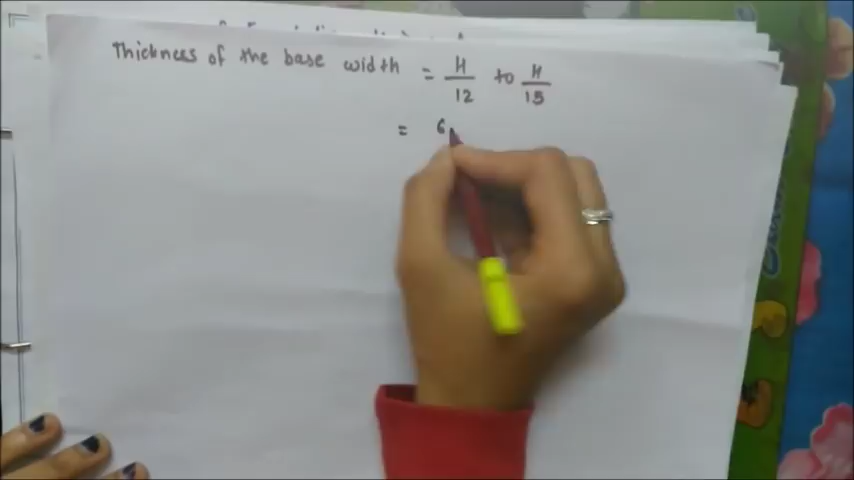 Thickness of the base width = H/12 to H/15
= 6